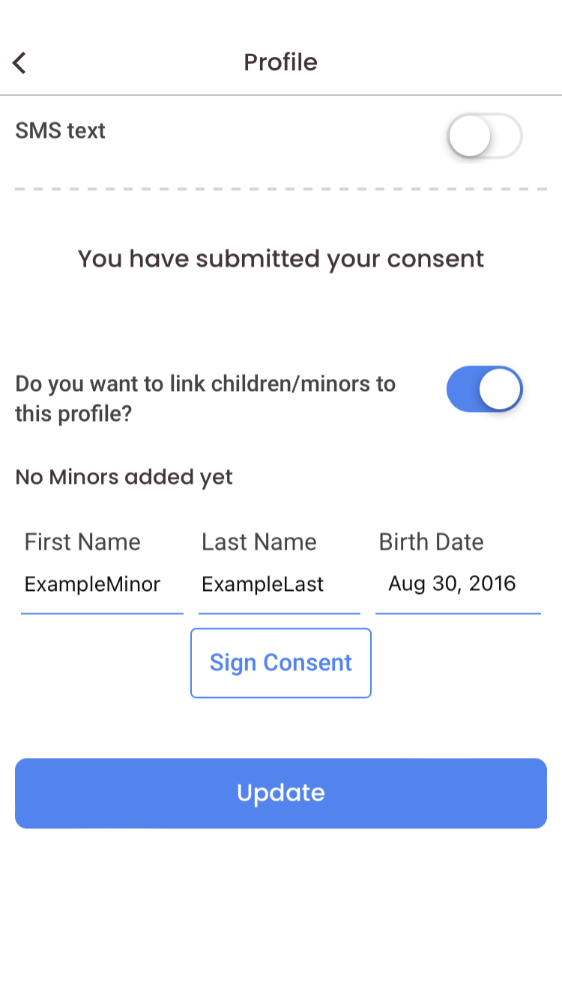 Profile
SMS text
You have submitted your consent
Do you want to link children/minors to
this profile?
No Minors added yet
First Name Last Name Birth Date
ExampleMinor ExampleLast Aug 30, 2016
Sign Consent
Update